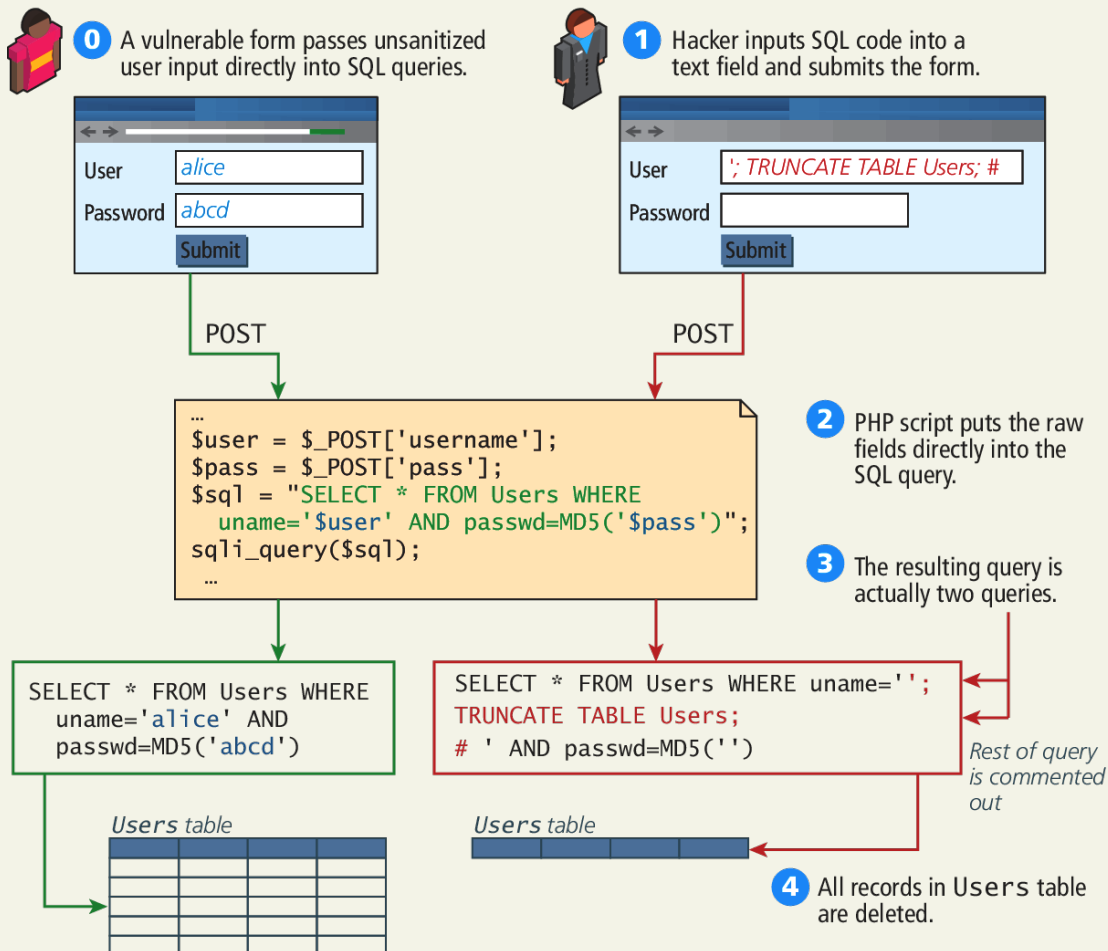 0 A vulnerable form passes unsanitized
user input directly into SQL queries.
1 Hacker inputs SQL code into a
text field and submits the form.
User alice
Password abcd
Submit
User '; TRUNCATE TABLE Users; #
Password
Submit
POST
POST
…
$user = $_POST['username'];
$pass = $_POST['pass'];
$sql = "SELECT * FROM Users WHERE
uname='$user' AND passwd=MD5('$pass')";
sqli_query($sql);
…
2 PHP script puts the raw
fields directly into the
SQL query.
3 The resulting query is
actually two queries.
SELECT * FROM Users WHERE
uname='alice' AND
passwd=MD5('abcd')
SELECT * FROM Users WHERE uname='';
TRUNCATE TABLE Users;
# ' AND passwd=MD5('')
Rest of query
is commented
out
Users table
Users table
4 All records in Users table
are deleted.